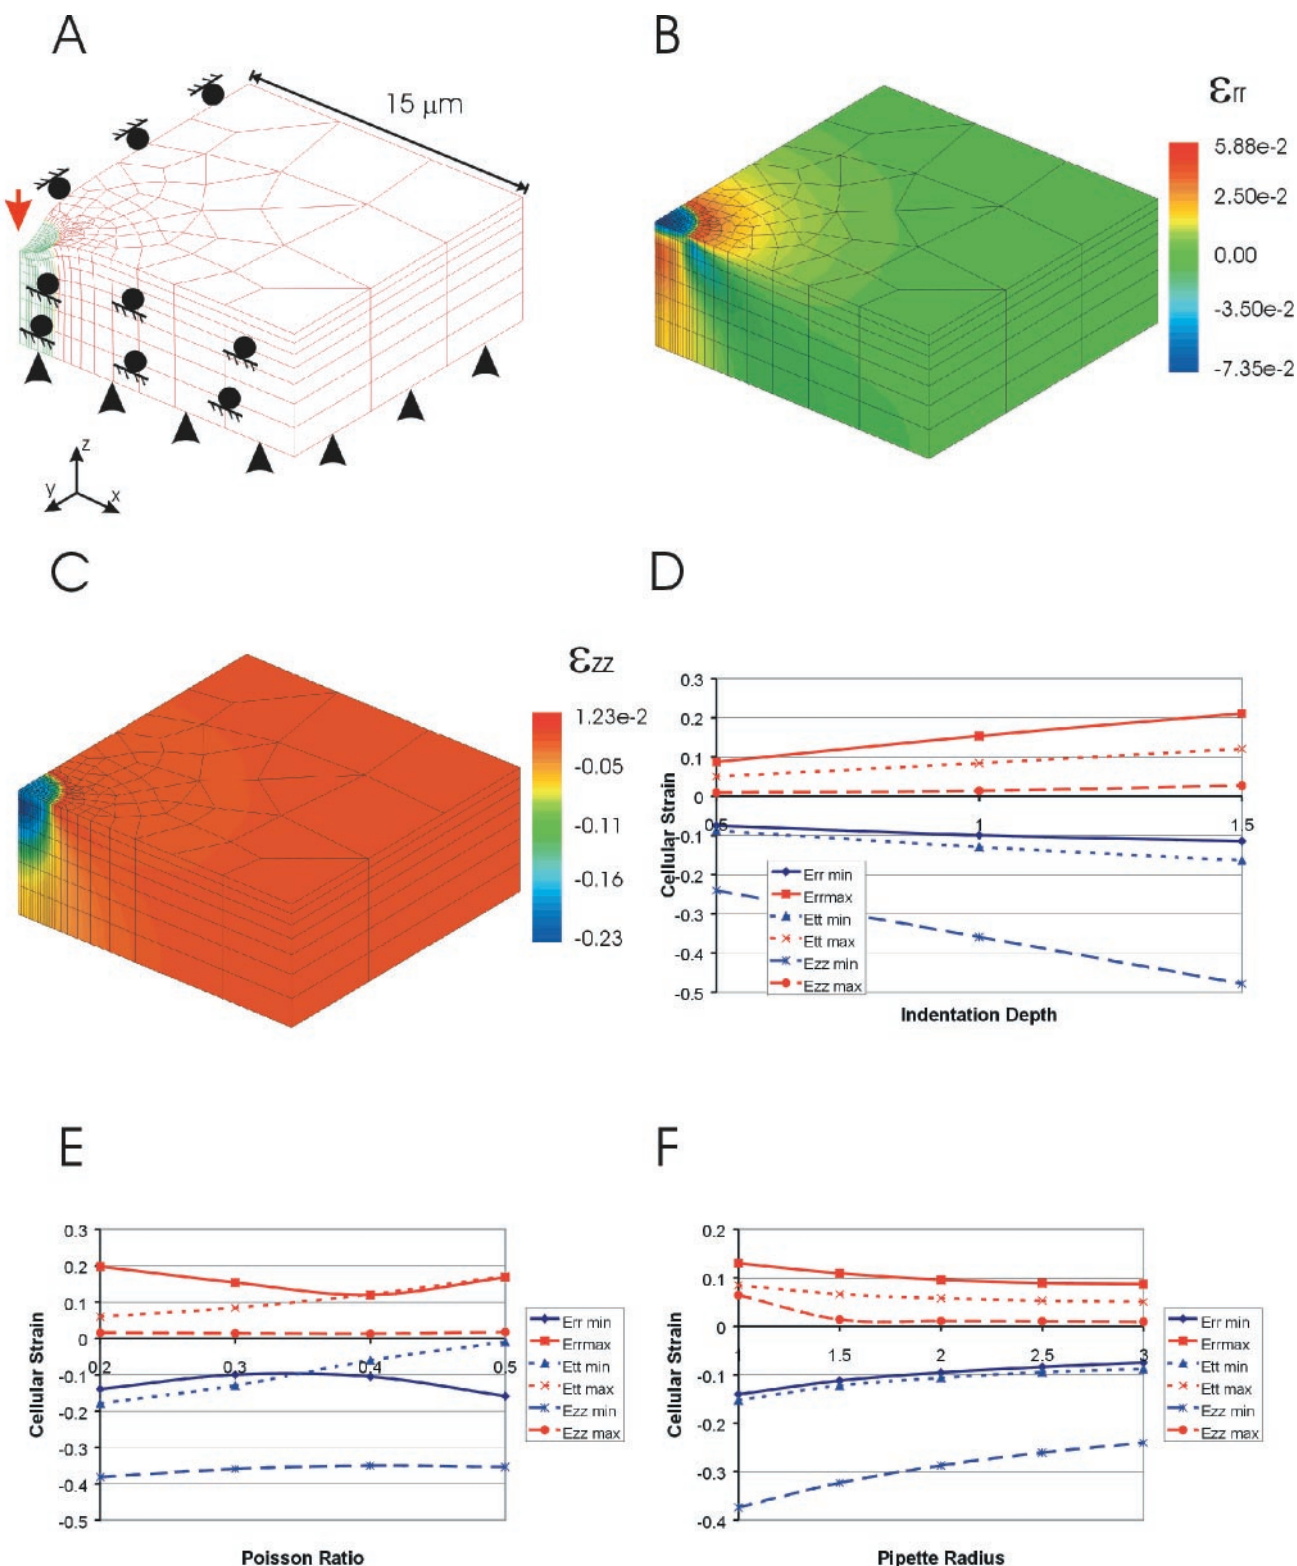 A
15 μm
z
y
x
B
εrr
5.88e-2
2.50e-2
0.00
-3.50e-2
-7.35e-2
C
εzz
1.23e-2
-0.05
-0.11
-0.16
-0.23
D
0.3
0.2
0.1
0
-0.1
-0.2
-0.3
-0.4
-0.5
0.5
1
1.5
Cellular Strain
Err min
Errmax
Ett min
Ett max
Ezz min
Ezz max
Indentation Depth
E
0.3
0.2
0.1
0
-0.1
-0.2
-0.3
-0.4
-0.5
0.2
0.3
0.4
0.5
Cellular Strain
Err min
Errmax
Ett min
Ett max
Ezz min
Ezz max
Poisson Ratio
F
0.2
0.1
0
-0.1
-0.2
-0.3
-0.4
1
1.5
2
2.5
3
Cellular Strain
Err min
Errmax
Ett min
Ett max
Ezz min
Ezz max
Pipette Radius